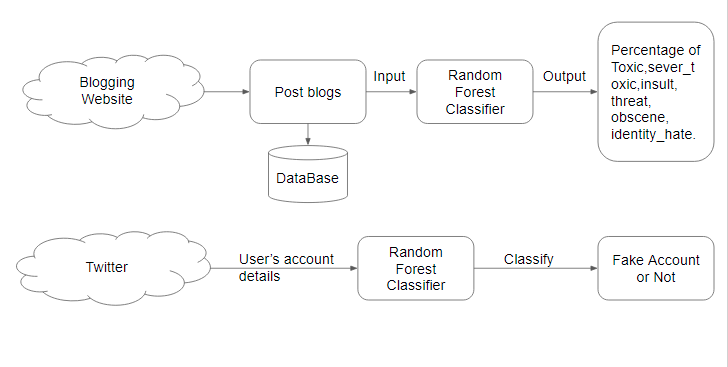 Blogging
Website
Post blogs
Input
Random
Forest
Classifier
Output
Percentage of
Toxic,sever_t
oxic,insult,
threat,
obscene,
identity_hate.
DataBase
Twitter
User's account
details
Random
Forest
Classifier
Classify
Fake Account
or Not